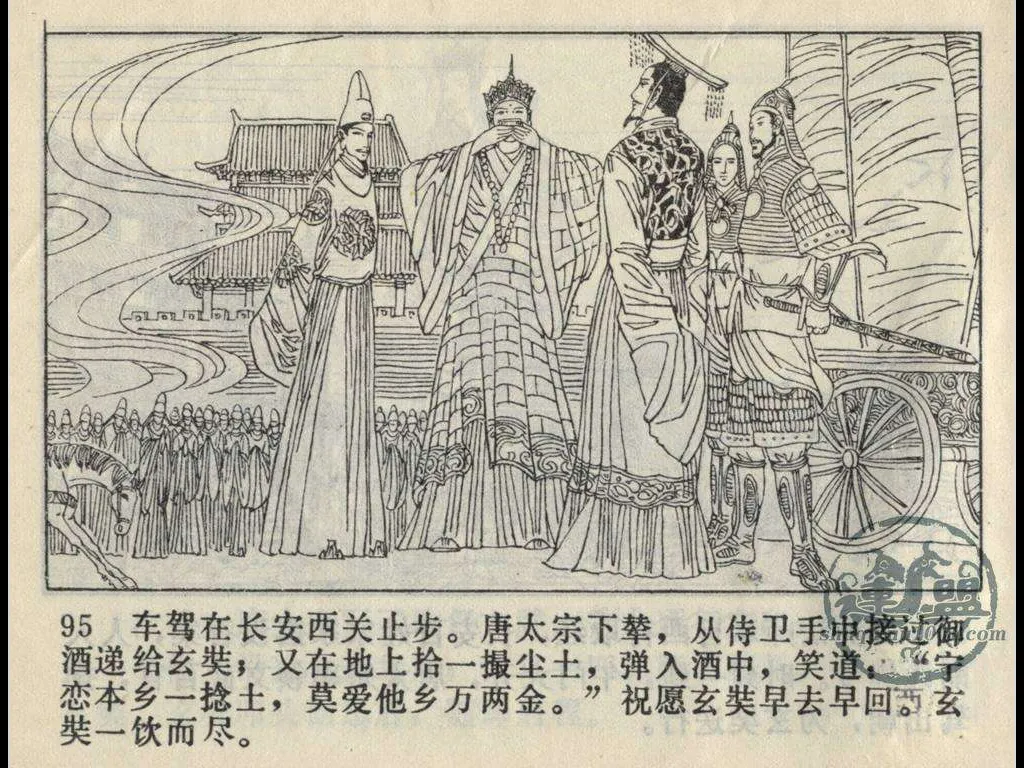 95 车驾在长安西关止步。唐太宗下辇，从侍卫手中接过御
酒递给玄奘；又在地上拾一撮尘土，弹入酒中，笑道：“宁
恋本乡一捻土，莫爱他乡万两金。”祝愿玄奘早去早回。玄
奘一饮而尽。